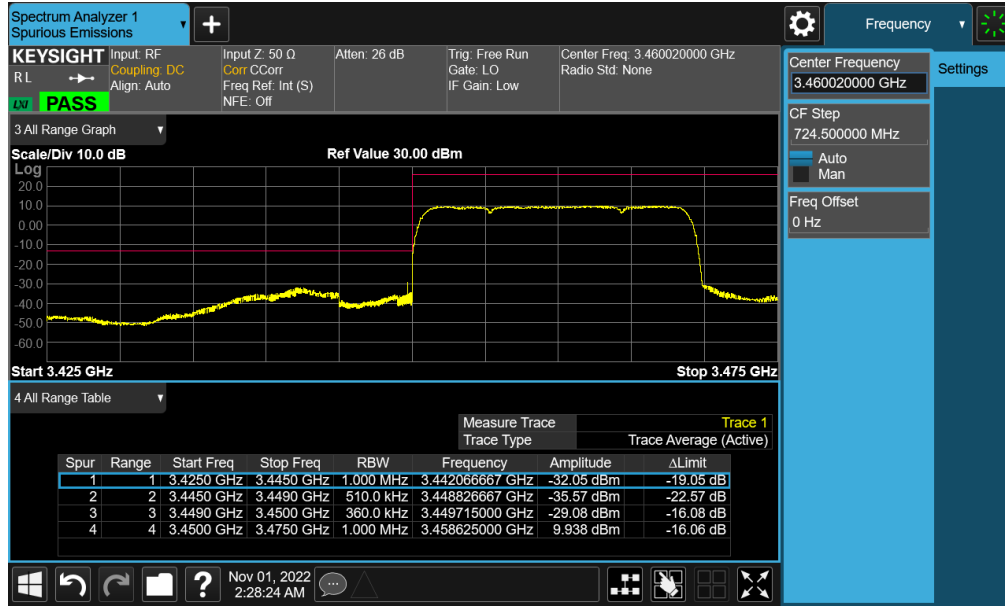 Spectrum Analyzer 1
Spurious Emissions
Frequency
KEYSIGHT Input: RF Input Z: 50 Ω Atten: 26 dB Trig: Free Run Center Freq: 3.460020000 GHz
R L Coupling: DC Corr CCorr Gate: LO Radio Std: None
Align: Auto Freq Ref: Int (S) IF Gain: Low
LXI PASS NFE: Off
Center Frequency
3.460020000 GHz
Settings
CF Step
724.500000 MHz
Auto
Man
Freq Offset
0 Hz
3 All Range Graph
Scale/Div 10.0 dB Ref Value 30.00 dBm
Log
20.0
10.0
0.00
-10.0
-20.0
-30.0
-40.0
-50.0
-60.0
Start 3.425 GHz Stop 3.475 GHz
4 All Range Table
Measure Trace Trace 1
Trace Type Trace Average (Active)
Spur Range Start Freq Stop Freq RBW Frequency Amplitude ΔLimit
1 1 3.4250 GHz 3.4450 GHz 1.000 MHz 3.442066667 GHz -32.05 dBm -19.05 dB
2 2 3.4450 GHz 3.4490 GHz 510.0 kHz 3.448826667 GHz -35.57 dBm -22.57 dB
3 3 3.4490 GHz 3.4500 GHz 360.0 kHz 3.449715000 GHz -29.08 dBm -16.08 dB
4 4 3.4500 GHz 3.4750 GHz 1.000 MHz 3.458625000 GHz 9.938 dBm -16.06 dB
Nov 01, 2022
2:28:24 AM